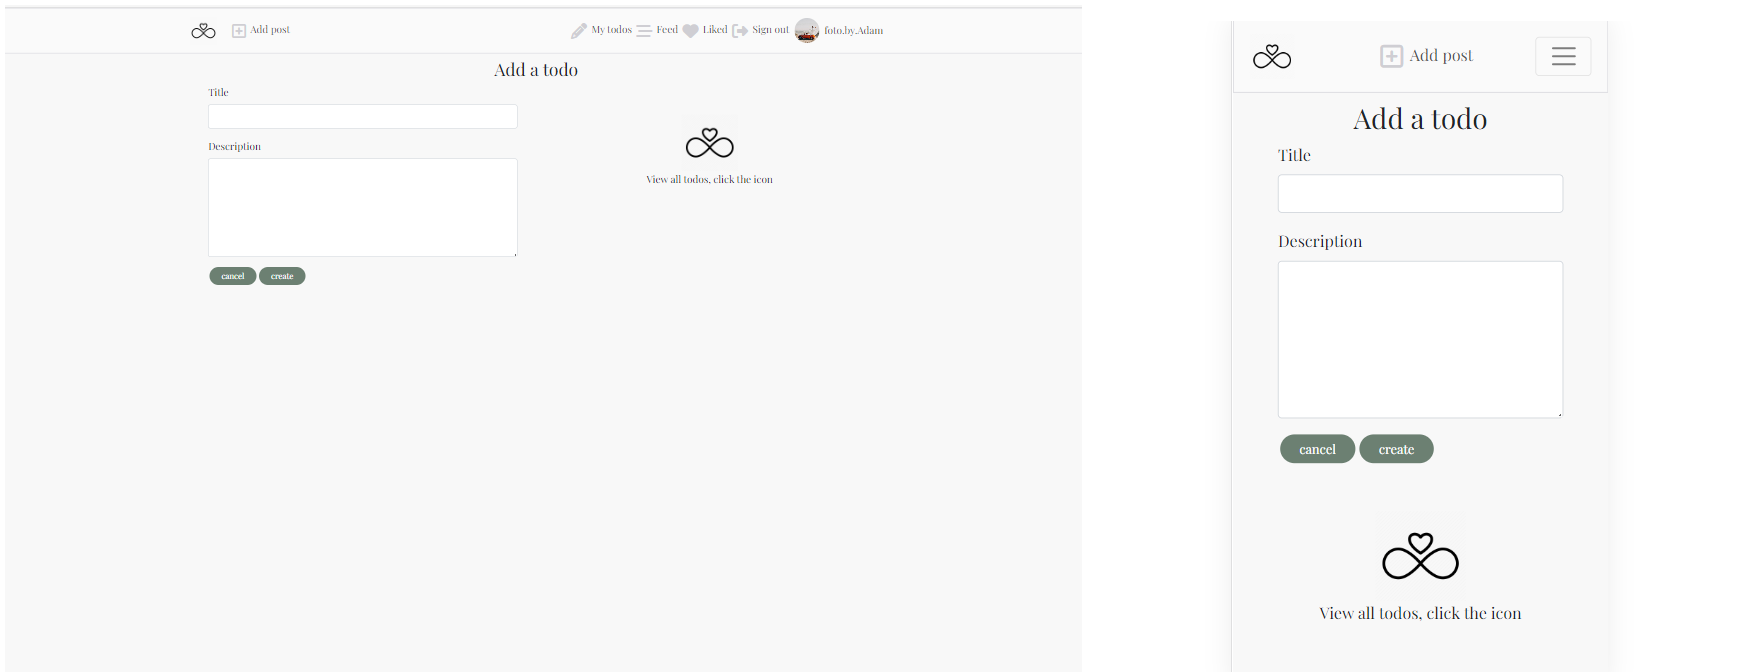 Add post My todos Feed Liked Sign out foto.by.Adam
Add a todo
Title
Description
View all todos, click the icon
cancel create
Add post
Add a todo
Title
Description
cancel create
View all todos, click the icon